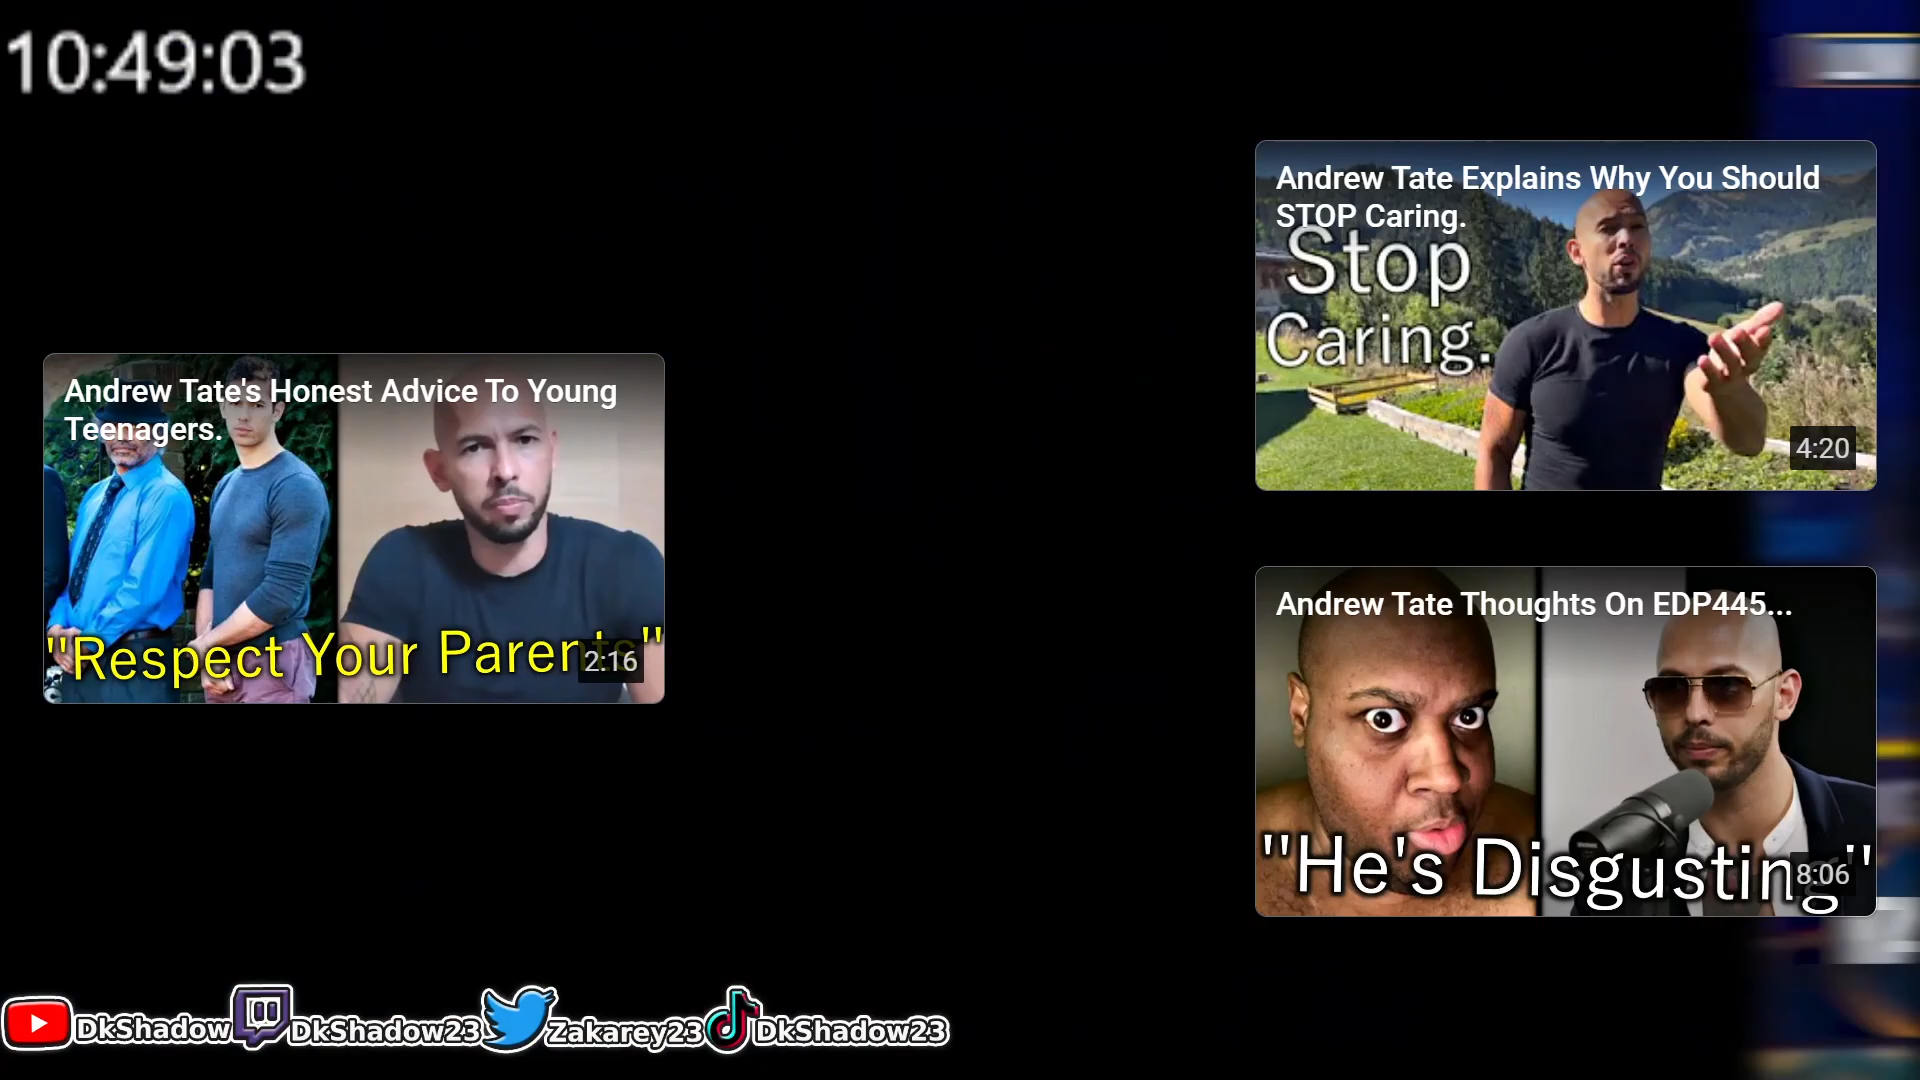 10:49:03
Andrew Tate Explains Why You Should
STOP Caring.
Stop
Caring.
4:20
Andrew Tate's Honest Advice To Young
Teenagers.
"Respect Your Parents"
2:16
Andrew Tate Thoughts On EDP445...
"He's Disgusting"
8:06
DkShadow DkShadow23 Zakarey23 DkShadow23